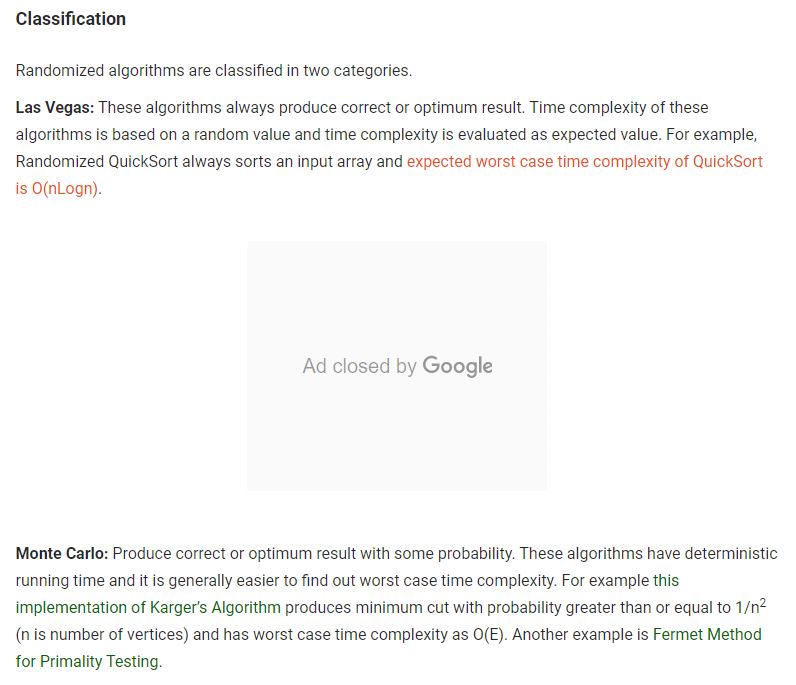 Classification
Randomized algorithms are classified in two categories.
Las Vegas: These algorithms always produce correct or optimum result. Time complexity of these
algorithms is based on a random value and time complexity is evaluated as expected value. For example,
Randomized QuickSort always sorts an input array and expected worst case time complexity of QuickSort
is O(nLogn).
Ad closed by Google
Monte Carlo: Produce correct or optimum result with some probability. These algorithms have deterministic
running time and it is generally easier to find out worst case time complexity. For example this
implementation of Karger's Algorithm produces minimum cut with probability greater than or equal to 1/n²
(n is number of vertices) and has worst case time complexity as O(E). Another example is Fermet Method
for Primality Testing.